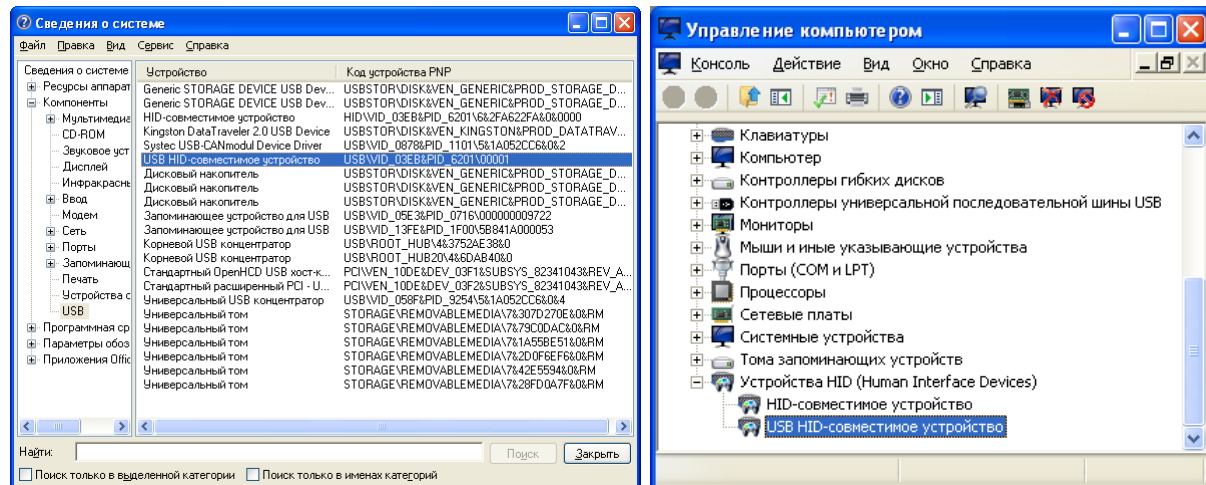 Сведения о системе
Файл Правка Вид Сервис Справка
Сведения о системе
Ресурсы аппарат
Компоненты
Мультимедиа
CD-ROM
Звуковое уст
Дисплей
Инфракрасны
Ввод
Модем
Сеть
Порты
Запоминающ
Печать
Устройства с
USB
Программная ср
Параметры обоз
Приложения Offic
Устройство Код устройства PNP
Generic STORAGE DEVICE USB Dev... USBSTOR\DISK&VEN_GENERIC&PROD_STORAGE_D...
Generic STORAGE DEVICE USB Dev... USBSTOR\DISK&VEN_GENERIC&PROD_STORAGE_D...
HID-совместимое устройство HID\VID_03EB&PID_6201\6&2FA622FA&0&0000
Kingston DataTraveler 2.0 USB Device USBSTOR\DISK&VEN_KINGSTON&PROD_DATATRAV...
Systec USB-CANmodul Device Driver USB\VID_0878&PID_1101\5&1A052CC6&0&2
USB HID-совместимое устройство USB\VID_03EB&PID_6201\00001
Дисковый накопитель USBSTOR\DISK&VEN_GENERIC&PROD_STORAGE_D...
Дисковый накопитель USBSTOR\DISK&VEN_GENERIC&PROD_STORAGE_D...
Дисковый накопитель USBSTOR\DISK&VEN_GENERIC&PROD_STORAGE_D...
Запоминающее устройство для USB USB\VID_05E3&PID_0716\000000009722
Запоминающее устройство для USB USB\VID_13FE&PID_1F00\5B841A000053
Корневой USB концентратор USB\ROOT_HUB\4&3752AE38&0
Корневой USB концентратор USB\ROOT_HUB20\4&6DAB40&0
Стандартный OpenHCD USB хост-к... PCI\VEN_10DE&DEV_03F1&SUBSYS_82341043&REV_A...
Стандартный расширенный PCI - U... PCI\VEN_10DE&DEV_03F2&SUBSYS_82341043&REV_A...
Универсальный USB концентратор USB\VID_058F&PID_9254\5&1A052CC6&0&4
Универсальный том STORAGE\REMOVABLEMEDIA\7&307D270E&0&RM
Универсальный том STORAGE\REMOVABLEMEDIA\7&79C0DAC&0&RM
Универсальный том STORAGE\REMOVABLEMEDIA\7&1A55BE51&0&RM
Универсальный том STORAGE\REMOVABLEMEDIA\7&2D0F6EF6&0&RM
Универсальный том STORAGE\REMOVABLEMEDIA\7&42E5594&0&RM
Универсальный том STORAGE\REMOVABLEMEDIA\7&28FD0A7F&0&RM
Найти: Поиск Закрыть
Поиск только в выделенной категории Поиск только в именах категорий
Управление компьютером
Консоль Действие Вид Окно Справка
Клавиатуры
Компьютер
Контроллеры гибких дисков
Контроллеры универсальной последовательной шины USB
Мониторы
Мыши и иные указывающие устройства
Порты (COM и LPT)
Процессоры
Сетевые платы
Системные устройства
Тома запоминающих устройств
Устройства HID (Human Interface Devices)
HID-совместимое устройство
USB HID-совместимое устройство